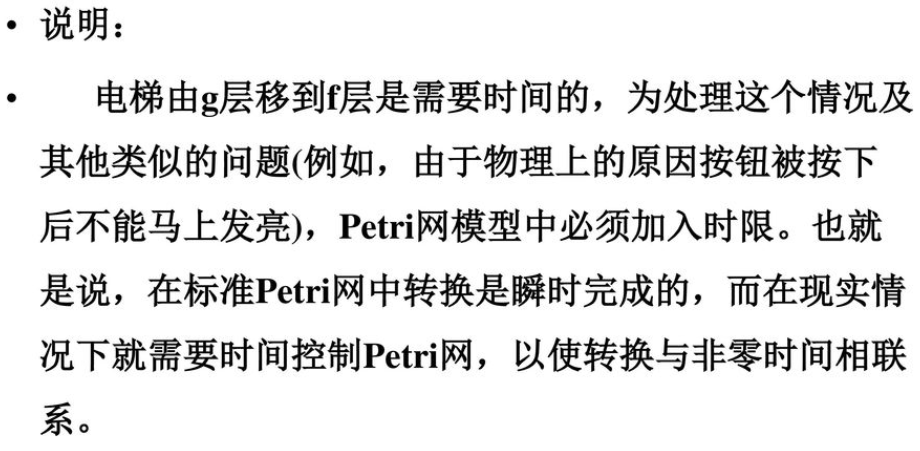 • 说明：
• 电梯由g层移到f层是需要时间的，为处理这个情况及
其他类似的问题(例如，由于物理上的原因按钮被按下
后不能马上发亮)，Petri网模型中必须加入时限。也就
是说，在标准Petri网中转换是瞬时完成的，而在现实情
况下就需要时间控制Petri网，以使转换与非零时间相联
系。